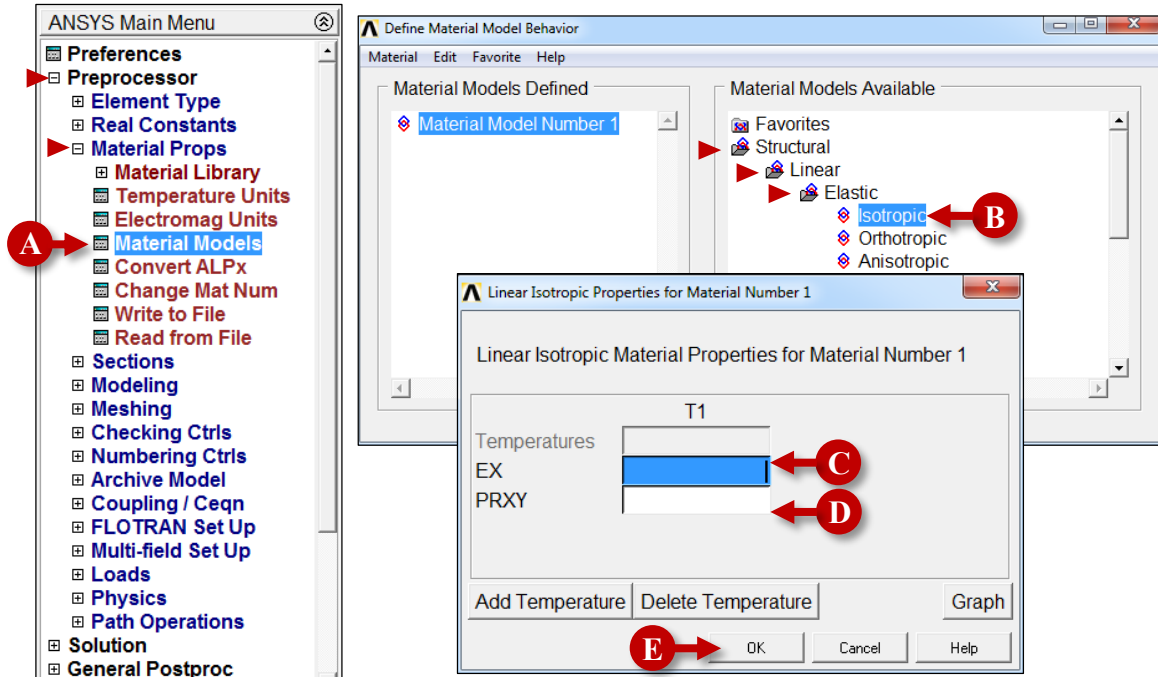 ANSYS Main Menu
Preferences
Preprocessor
Element Type
Real Constants
Material Props
Material Library
Temperature Units
Electromag Units
A
Material Models
Convert ALPx
Change Mat Num
Write to File
Read from File
Sections
Modeling
Meshing
Checking Ctrls
Numbering Ctrls
Archive Model
Coupling / Ceqn
FLOTRAN Set Up
Multi-field Set Up
Loads
Physics
Path Operations
Solution
General Postproc
Define Material Model Behavior
Material Edit Favorite Help
Material Models Defined
Material Model Number 1
Material Models Available
Favorites
Structural
Linear
Elastic
Isotropic
B
Orthotropic
Anisotropic
Linear Isotropic Properties for Material Number 1
Linear Isotropic Material Properties for Material Number 1
T1
Temperatures
EX
C
PRXY
D
Add Temperature Delete Temperature Graph
E
OK Cancel Help